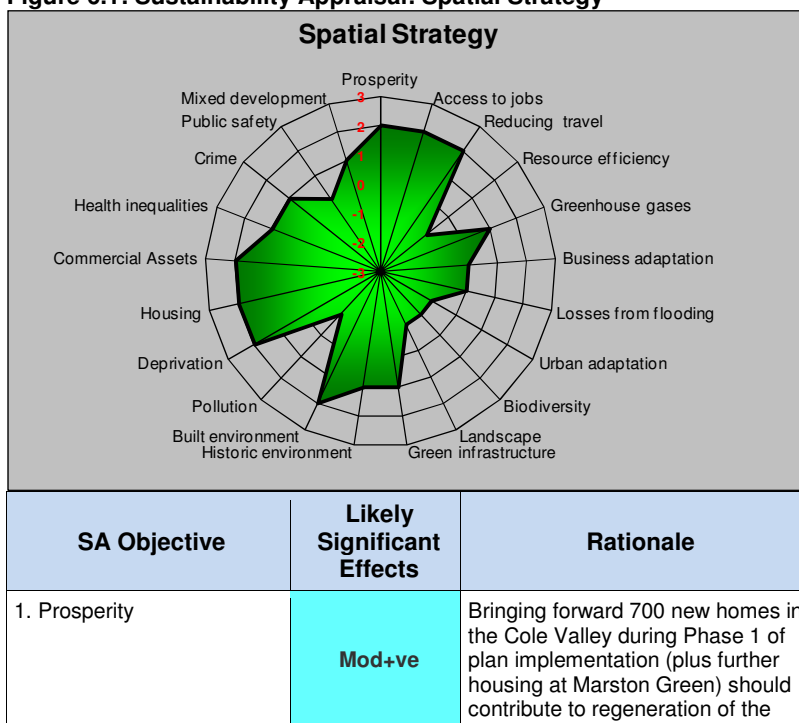 Figure 6.1: Sustainability Appraisal: Spatial Strategy
Spatial Strategy
Prosperity
Mixed development
Access to jobs
Public safety
Reducing travel
Crime
Resource efficiency
Health inequalities
Greenhouse gases
Commercial Assets
Business adaptation
Housing
Losses from flooding
Deprivation
Urban adaptation
Pollution
Biodiversity
Built environment
Landscape
Historic environment
Green infrastructure
3
2
1
0
-1
-2
-3
SA Objective
Likely
Significant
Effects
Rationale
1. Prosperity
Mod+ve
Bringing forward 700 new homes in
the Cole Valley during Phase 1 of
plan implementation (plus further
housing at Marston Green) should
contribute to regeneration of the